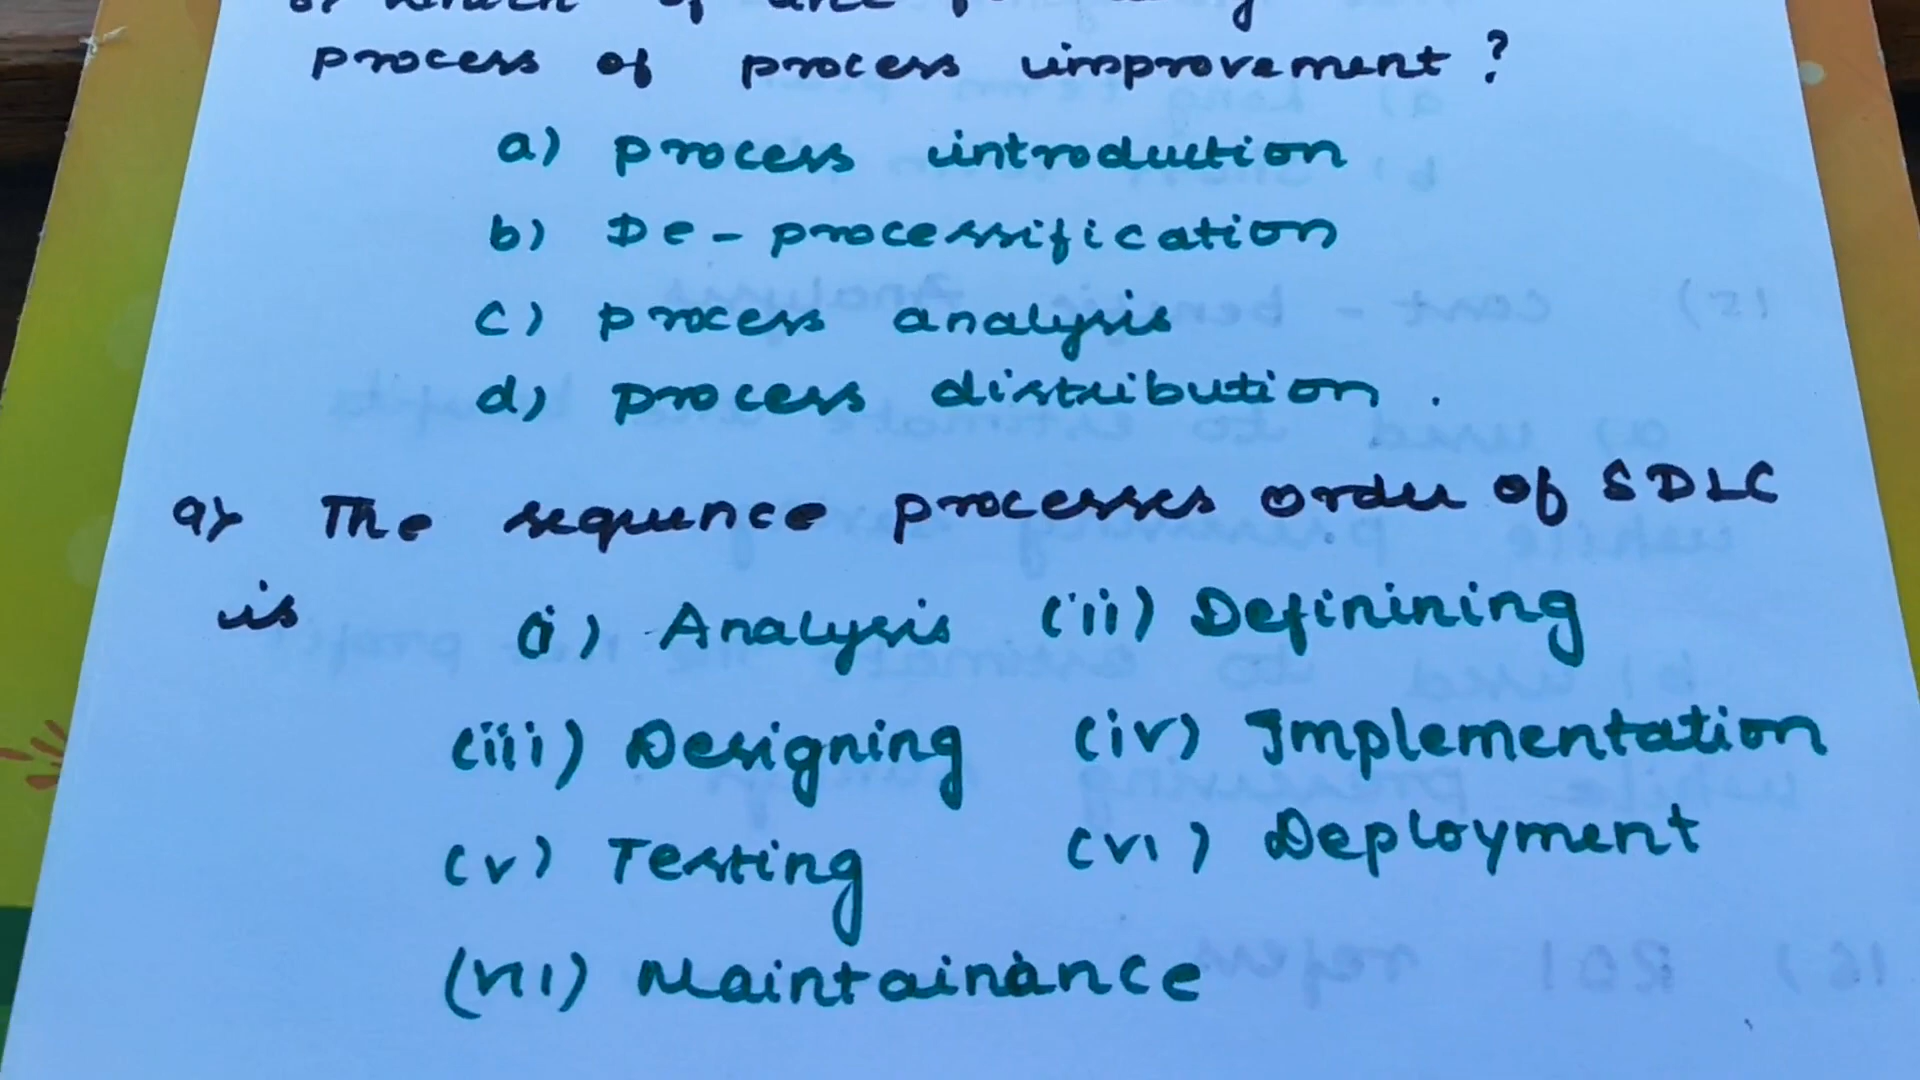 process of process improvement ?
a) process introduction
b) De-processification
c) process analysis
d) process distribution .
9) The sequence processes order of SDLC
is (i) Analysis (ii) Definining
(iii) Designing (iv) Implementation
(v) Testing (vi) Deployment
(vii) Maintainance